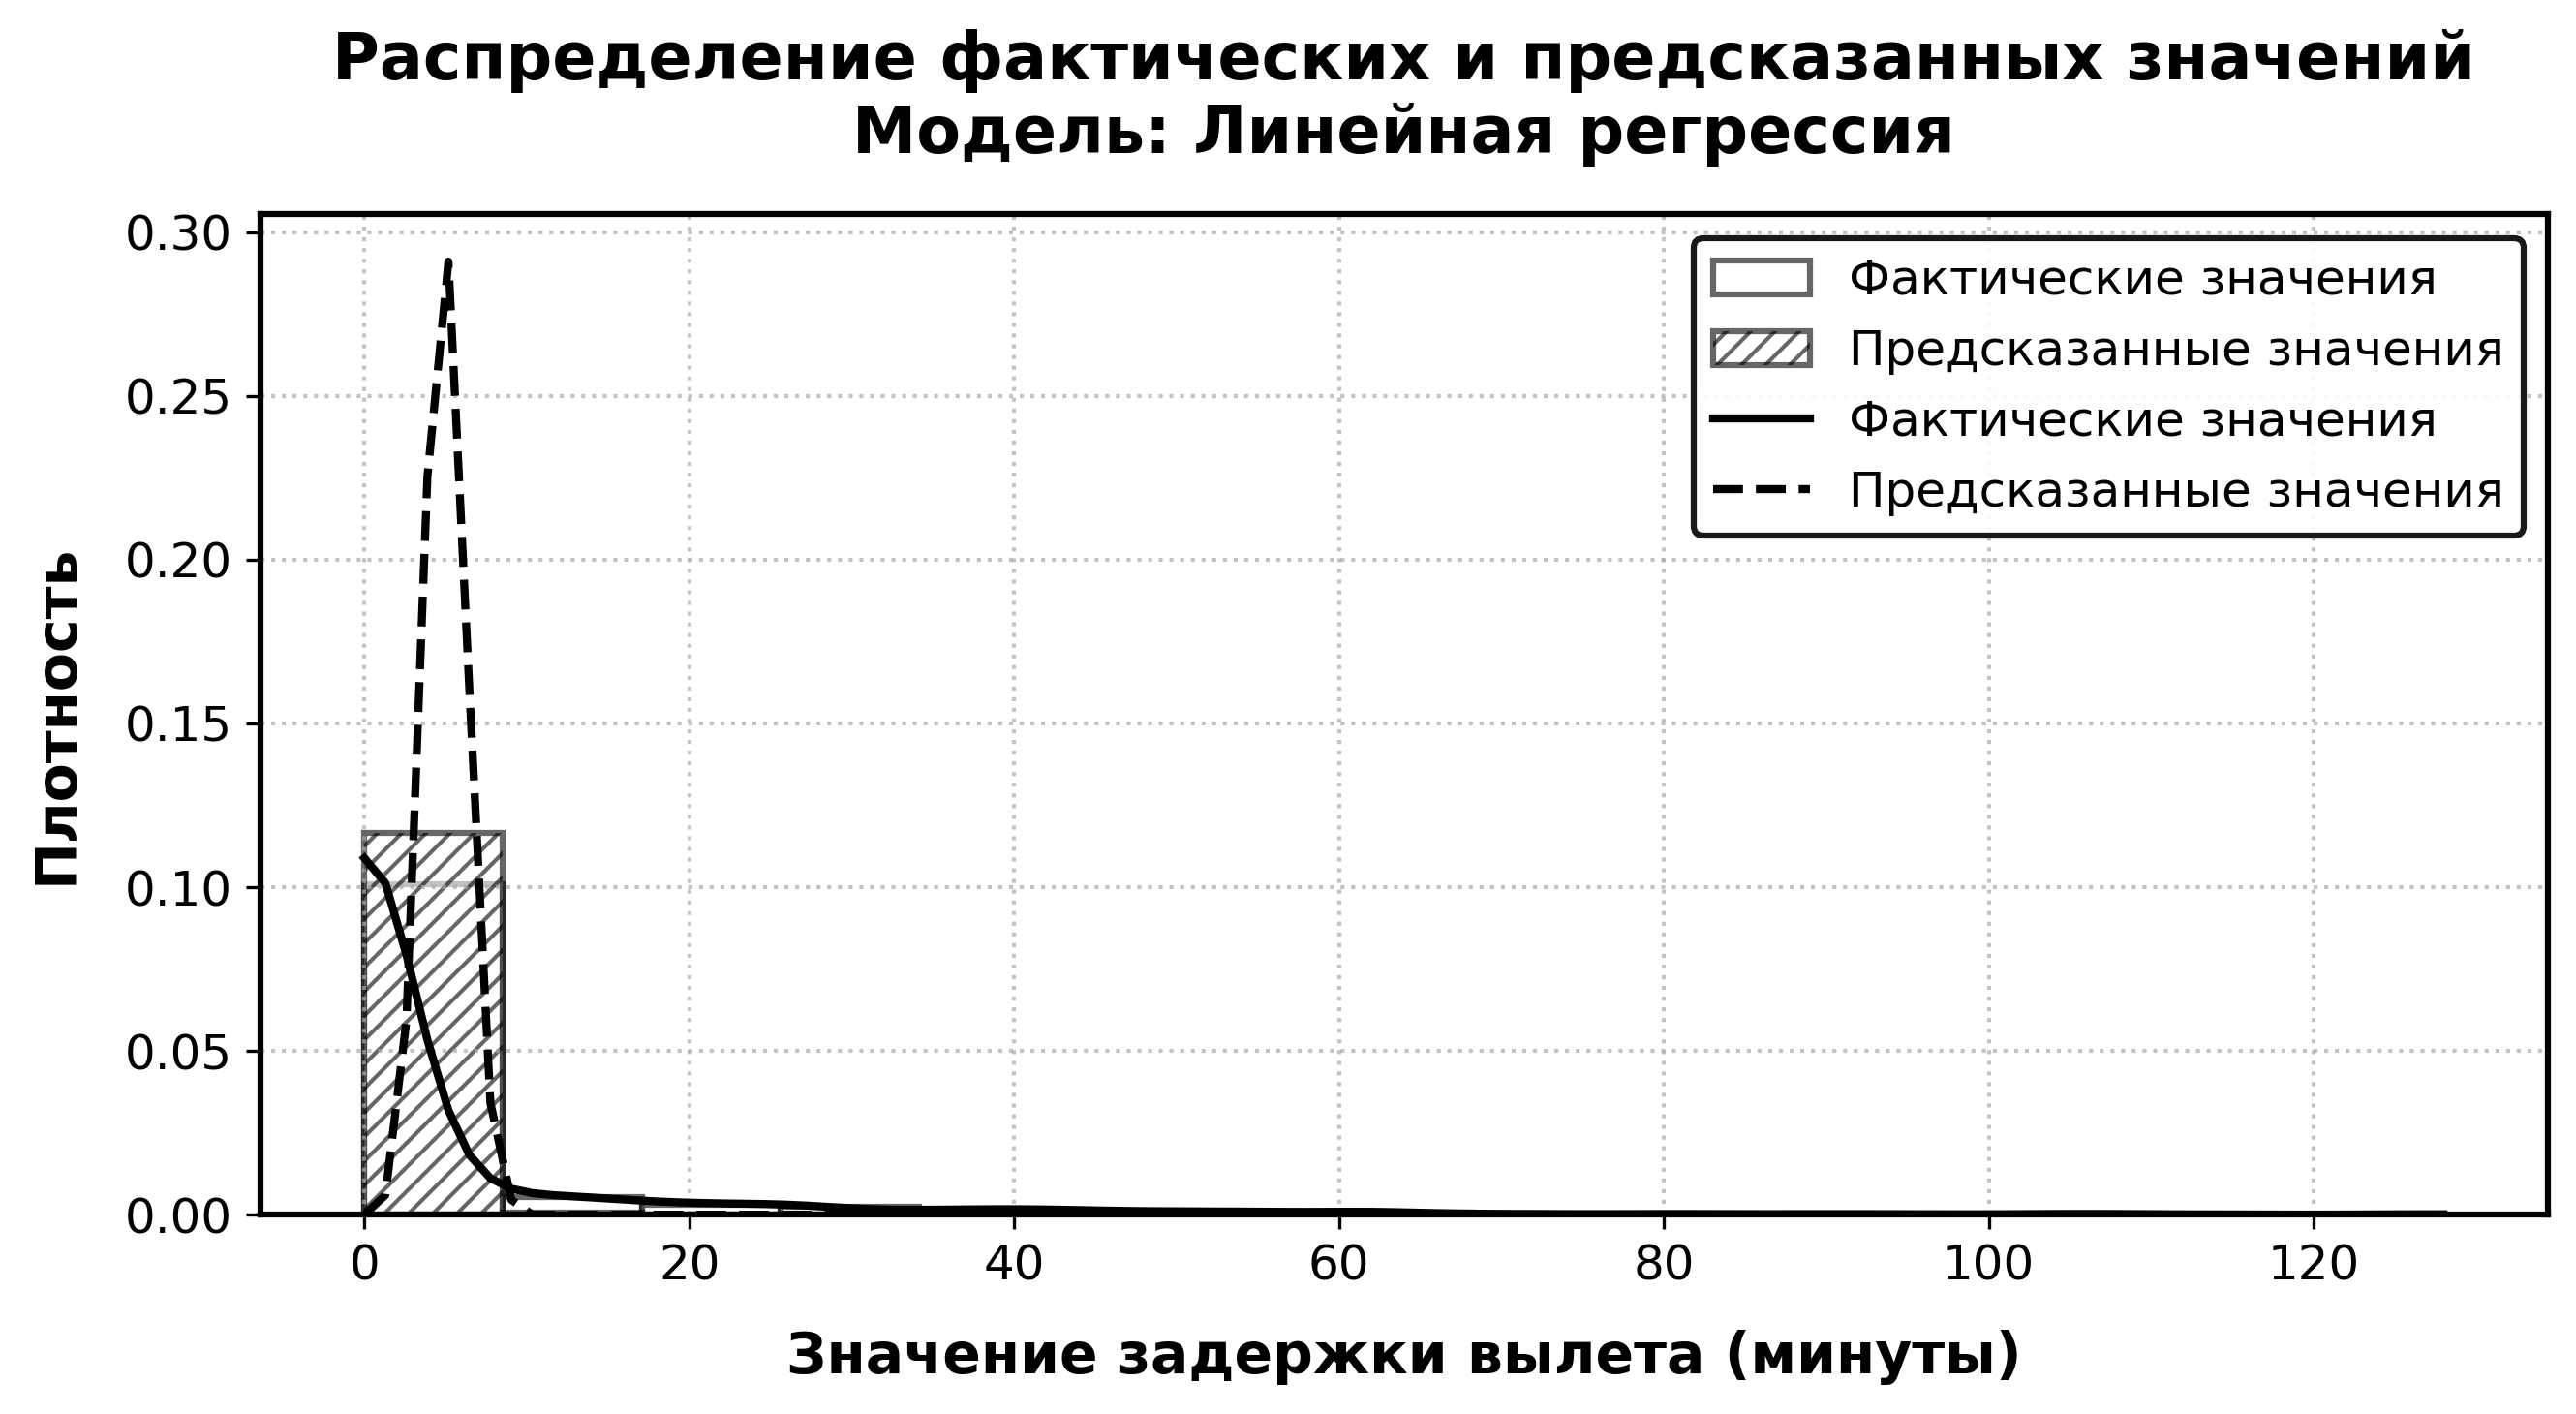 Распределение фактических и предсказанных значений
Модель: Линейная регрессия
Плотность
0.30
0.25
0.20
0.15
0.10
0.05
0.00
Фактические значения
Предсказанные значения
Фактические значения
Предсказанные значения
0 20 40 60 80 100 120
Значение задержки вылета (минуты)